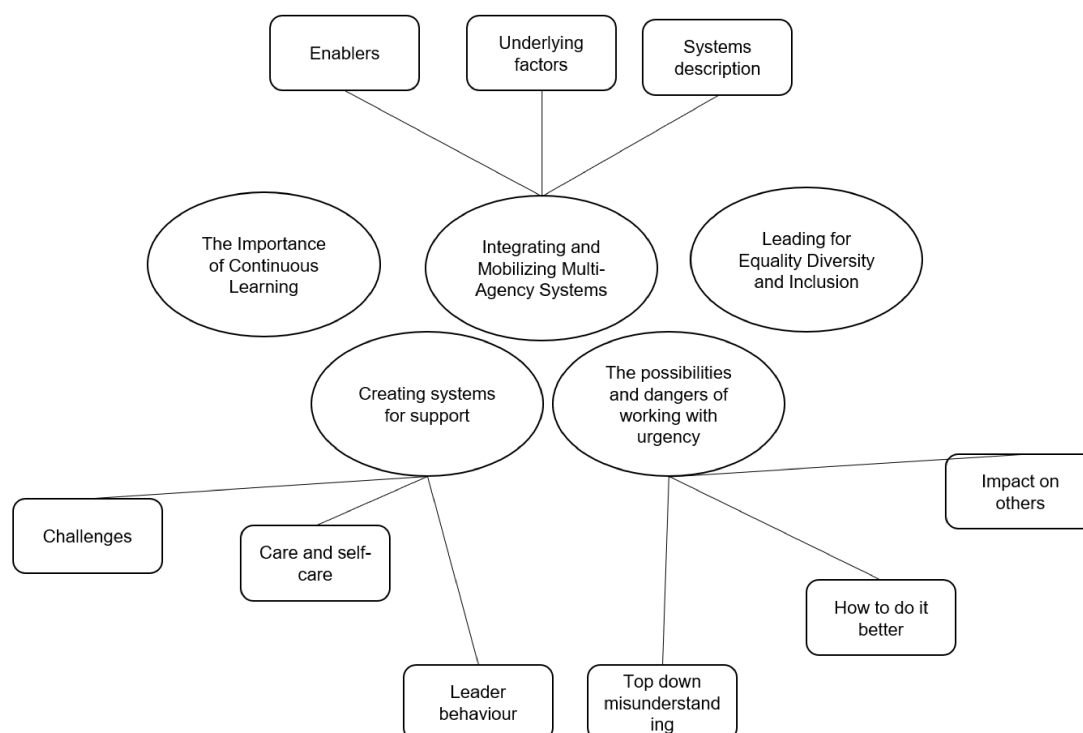 Enablers
Underlying
factors
Systems
description
The Importance
of Continuous
Learning
Integrating and
Mobilizing Multi-
Agency Systems
Leading for
Equality Diversity
and Inclusion
Creating systems
for support
The possibilities
and dangers of
working with
urgency
Challenges
Care and self-
care
Leader
behaviour
Top down
misunderstand
ing
How to do it
better
Impact on
others